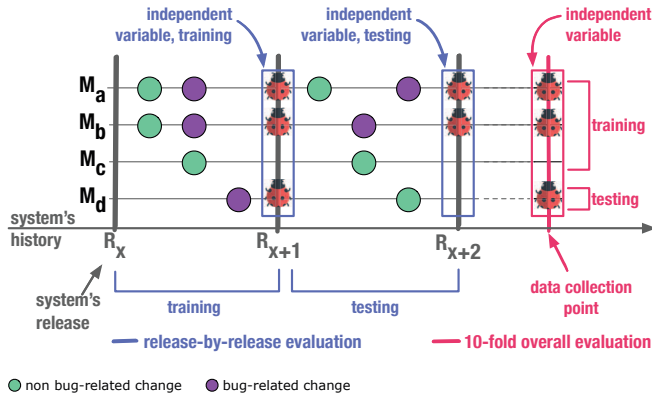 independent
variable, training
independent
variable, testing
independent
variable
Ma
Mb
Mc
Md
training
testing
system's
history
Rx
Rx+1
Rx+2
system's
release
training
testing
data collection
point
release-by-release evaluation
10-fold overall evaluation
non bug-related change
bug-related change